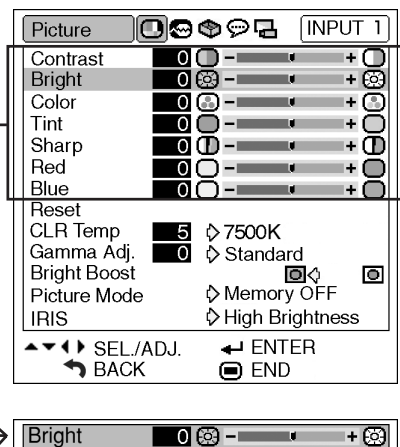 Picture INPUT 1
Contrast 0 - +
Bright 0 - +
Color 0 - +
Tint 0 - +
Sharp 0 - +
Red 0 - +
Blue 0 - +
Reset
CLR Temp 5 7500K
Gamma Adj. 0 Standard
Bright Boost
Picture Mode Memory OFF
IRIS High Brightness
SEL./ADJ. ENTER
BACK END
Bright 0 - +